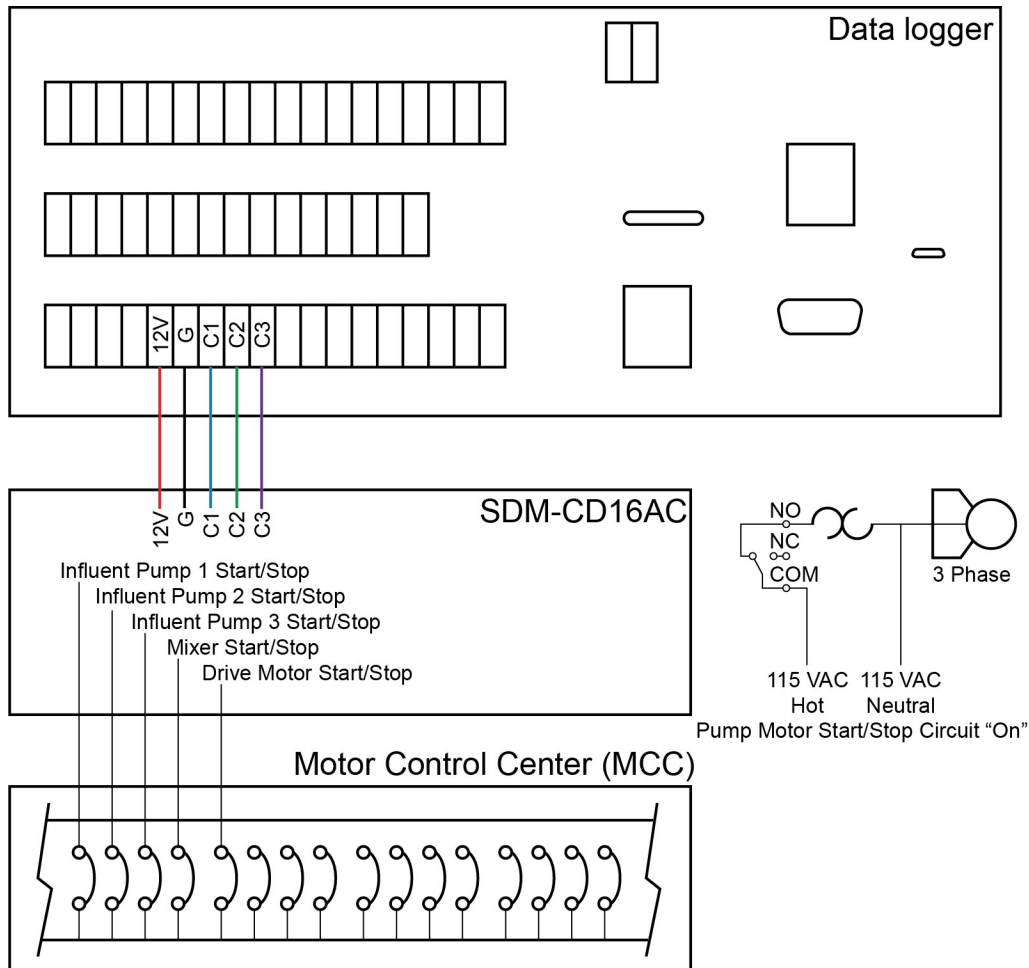 Data logger
12V G C1 C2 C3
12V G C1 C2 C3
SDM-CD16AC
Influent Pump 1 Start/Stop
Influent Pump 2 Start/Stop
Influent Pump 3 Start/Stop
Mixer Start/Stop
Drive Motor Start/Stop
NO
NC
COM
3 Phase
115 VAC 115 VAC
Hot Neutral
Pump Motor Start/Stop Circuit “On”
Motor Control Center (MCC)